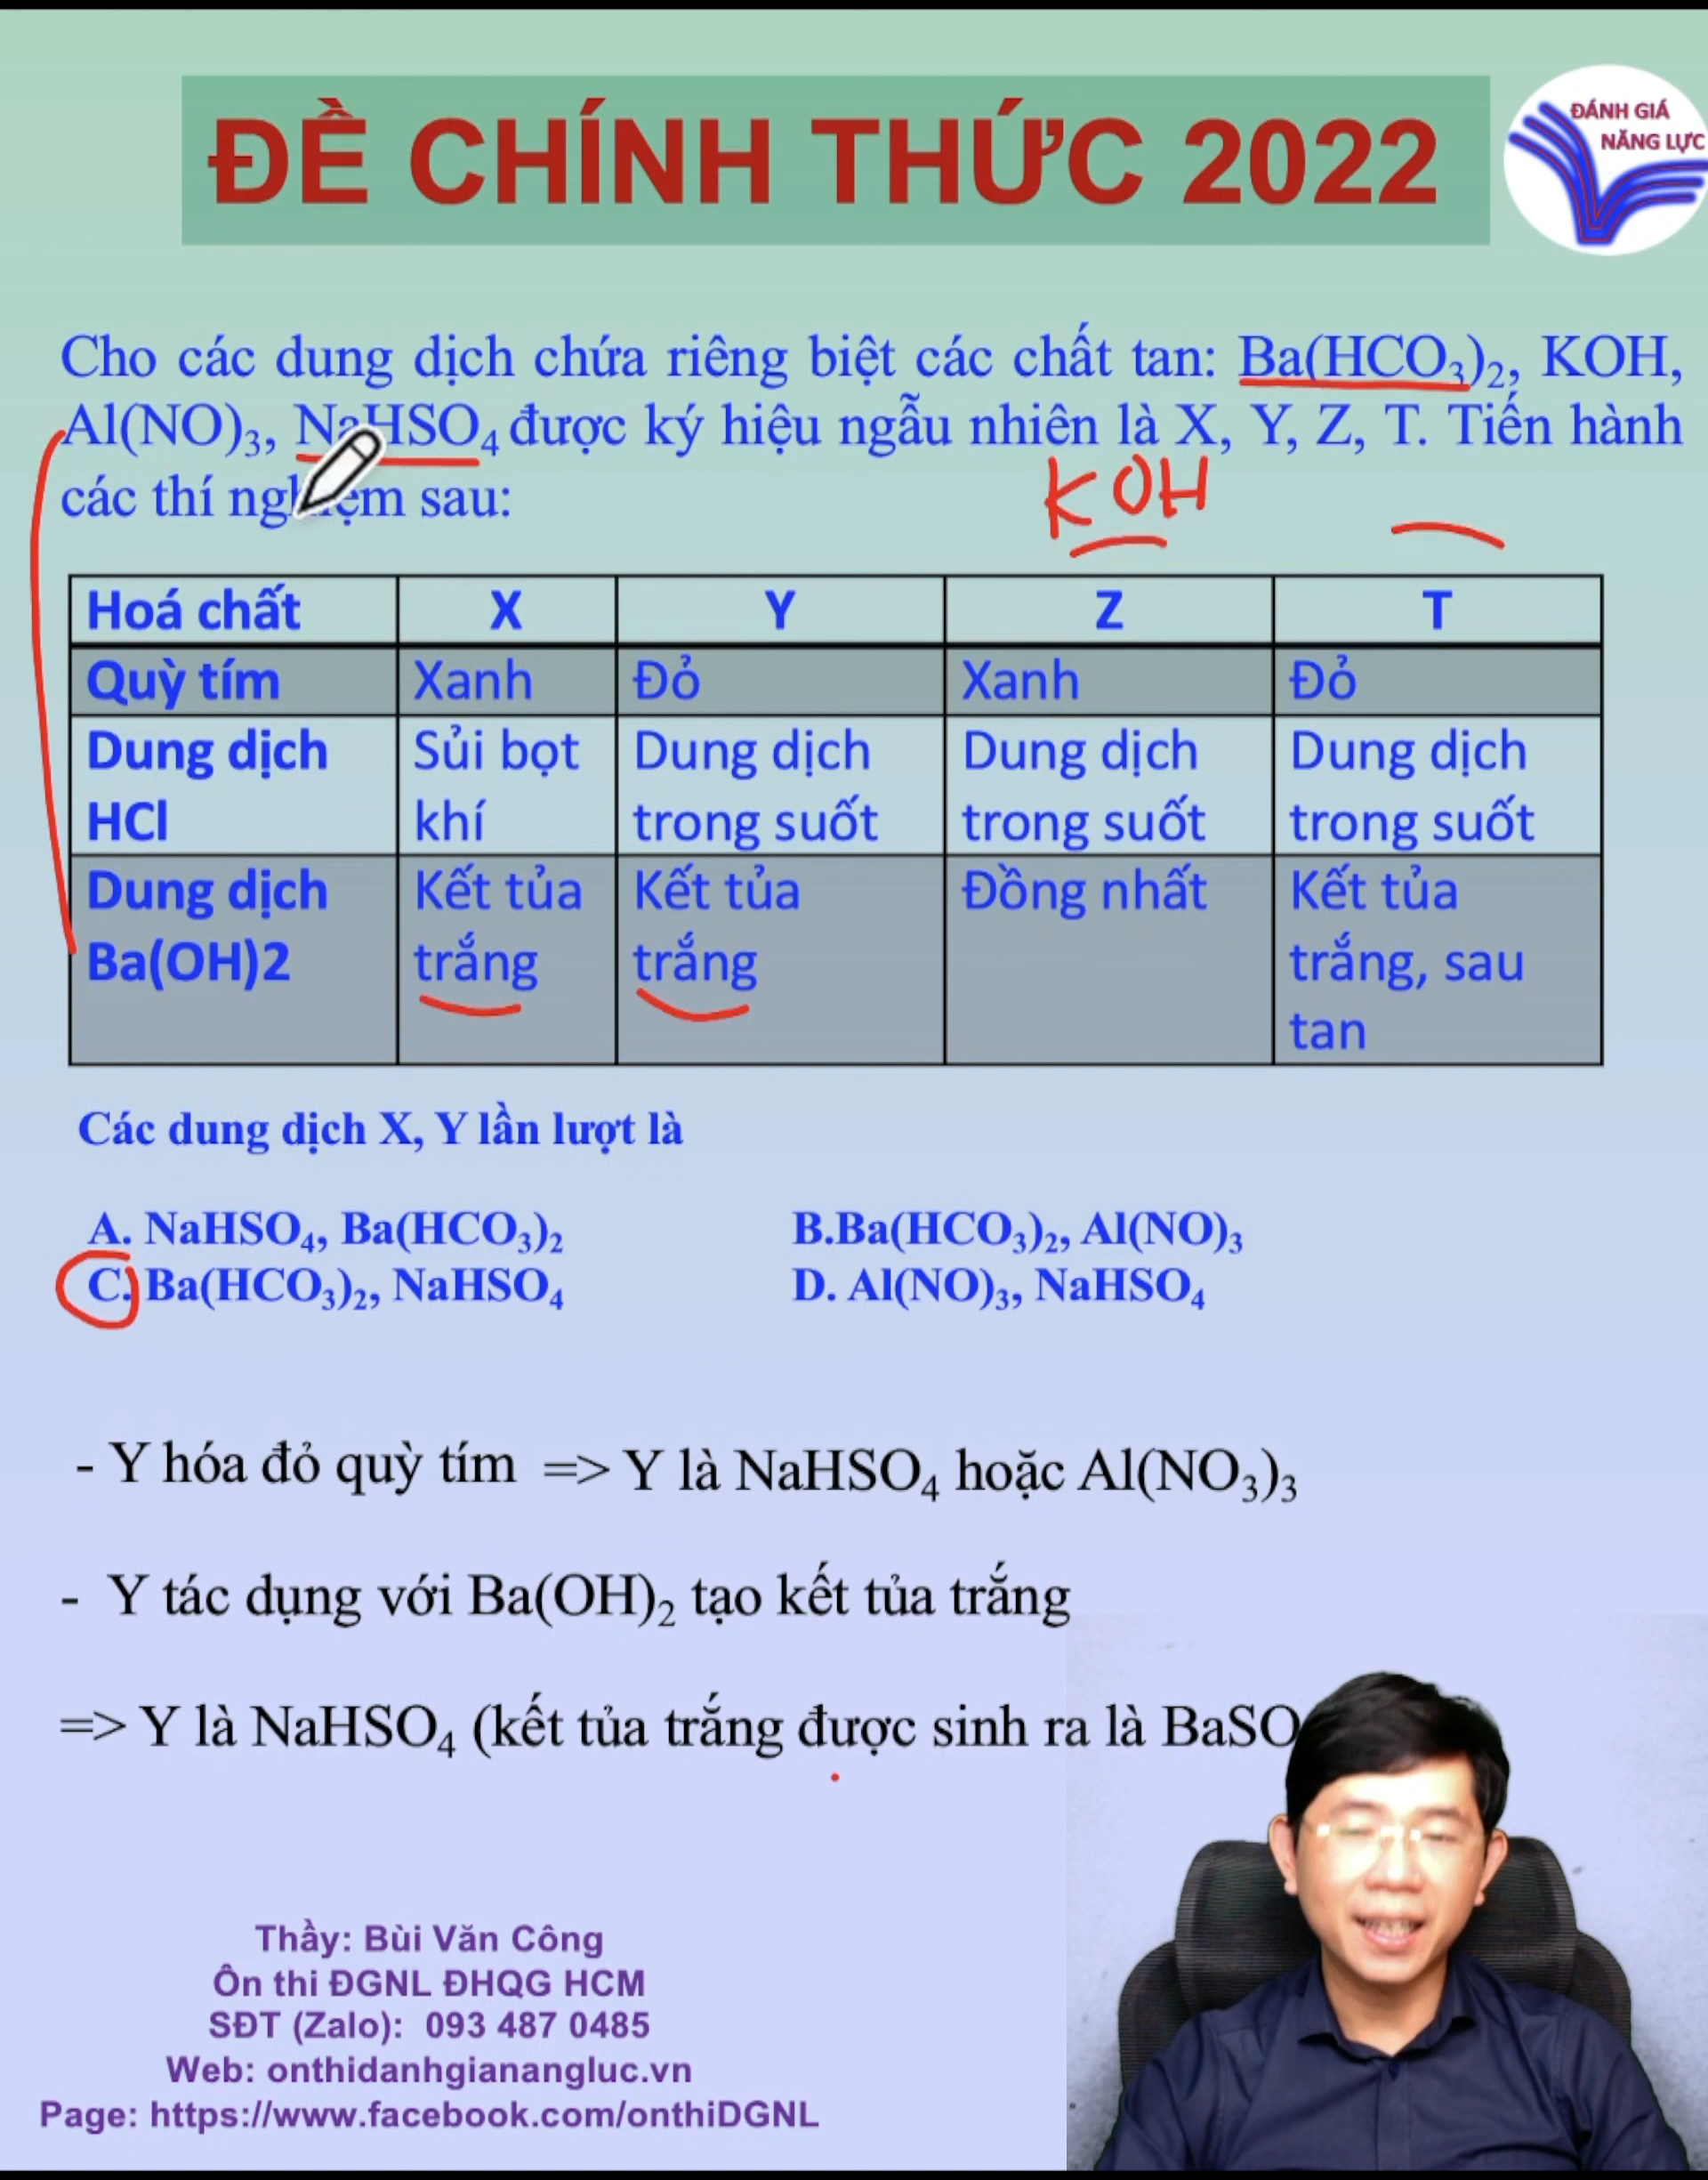 ĐỀ CHÍNH THỨC 2022
ĐÁNH GIÁ
NĂNG LỰC
Cho các dung dịch chứa riêng biệt các chất tan: Ba(HCO₃)₂, KOH,
Al(NO)₃, NaHSO₄ được ký hiệu ngẫu nhiên là X, Y, Z, T. Tiến hành
các thí nghiệm sau:
KOH
Hoá chất X Y Z T
Quỳ tím Xanh Đỏ Xanh Đỏ
Dung dịch Sủi bọt Dung dịch Dung dịch Dung dịch
HCl khí trong suốt trong suốt trong suốt
Dung dịch Kết tủa Kết tủa Đồng nhất Kết tủa
Ba(OH)2 trắng trắng trắng, sau
tan
Các dung dịch X, Y lần lượt là
A. NaHSO₄, Ba(HCO₃)₂ B.Ba(HCO₃)₂, Al(NO)₃
C. Ba(HCO₃)₂, NaHSO₄ D. Al(NO)₃, NaHSO₄
- Y hóa đỏ quỳ tím => Y là NaHSO₄ hoặc Al(NO₃)₃
- Y tác dụng với Ba(OH)₂ tạo kết tủa trắng
=> Y là NaHSO₄ (kết tủa trắng được sinh ra là BaSO
Thầy: Bùi Văn Công
Ôn thi ĐGNL ĐHQG HCM
SĐT (Zalo): 093 487 0485
Web: onthidanhgianangluc.vn
Page: https://www.facebook.com/onthiDGNL